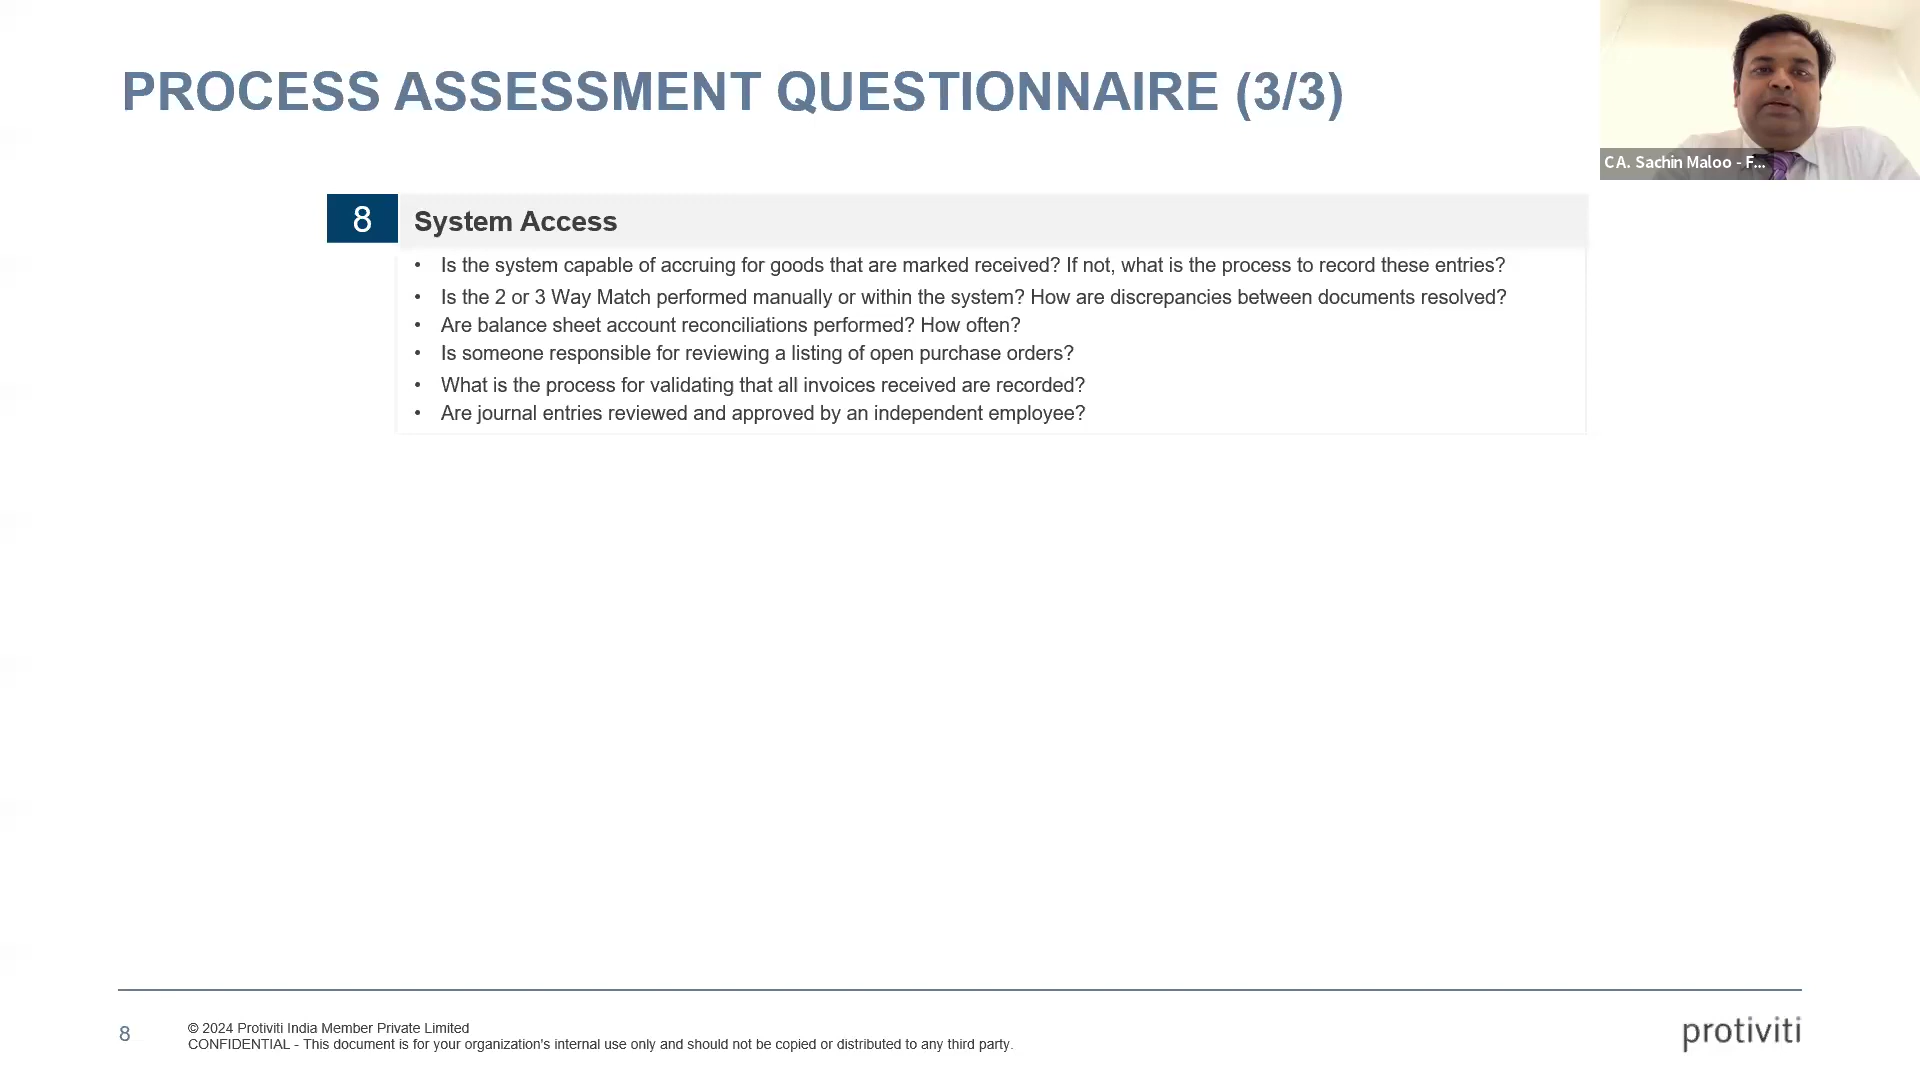 PROCESS ASSESSMENT QUESTIONNAIRE (3/3)
CA. Sachin Maloo - F...
8 System Access
• Is the system capable of accruing for goods that are marked received? If not, what is the process to record these entries?
• Is the 2 or 3 Way Match performed manually or within the system? How are discrepancies between documents resolved?
• Are balance sheet account reconciliations performed? How often?
• Is someone responsible for reviewing a listing of open purchase orders?
• What is the process for validating that all invoices received are recorded?
• Are journal entries reviewed and approved by an independent employee?
8
© 2024 Protiviti India Member Private Limited
CONFIDENTIAL - This document is for your organization's internal use only and should not be copied or distributed to any third party.
protiviti